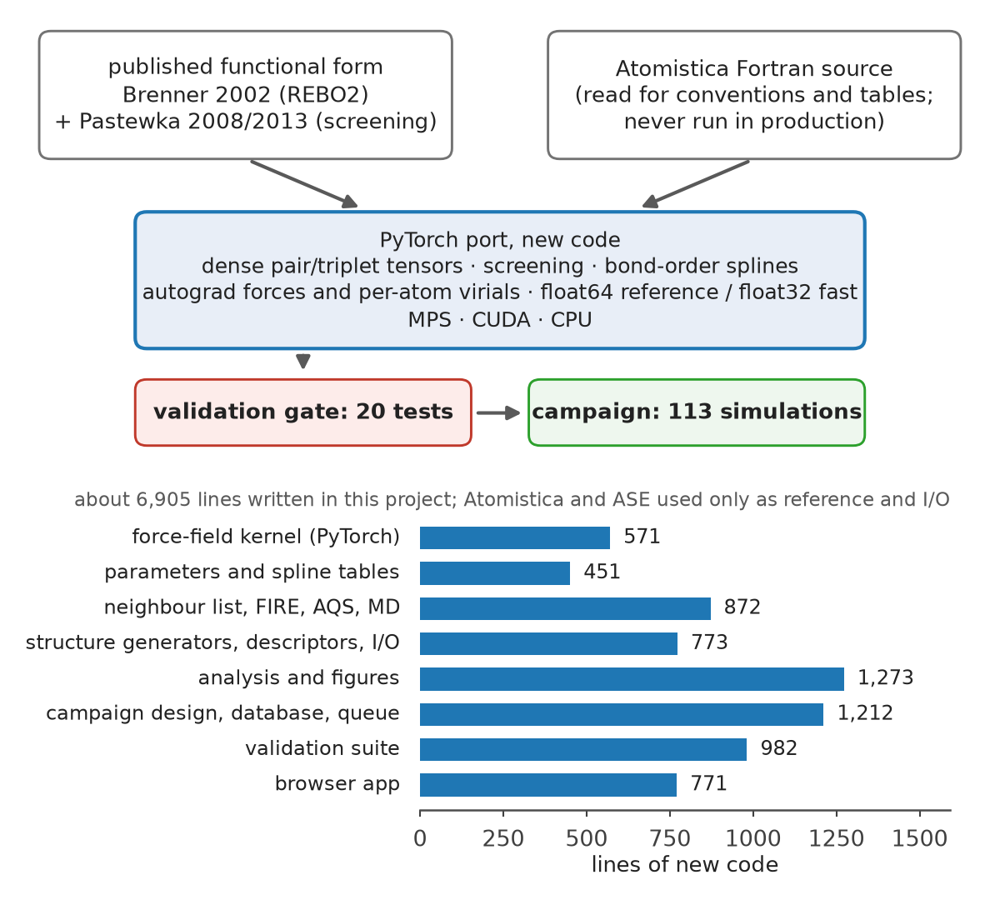 published functional form
Brenner 2002 (REBO2)
+ Pastewka 2008/2013 (screening)
Atomistica Fortran source
(read for conventions and tables;
never run in production)
PyTorch port, new code
dense pair/triplet tensors · screening · bond-order splines
autograd forces and per-atom virials · float64 reference / float32 fast
MPS · CUDA · CPU
validation gate: 20 tests
campaign: 113 simulations
about 6,905 lines written in this project; Atomistica and ASE used only as reference and I/O
force-field kernel (PyTorch) 571
parameters and spline tables 451
neighbour list, FIRE, AQS, MD 872
structure generators, descriptors, I/O 773
analysis and figures 1,273
campaign design, database, queue 1,212
validation suite 982
browser app 771
0 250 500 750 1000 1250 1500
lines of new code